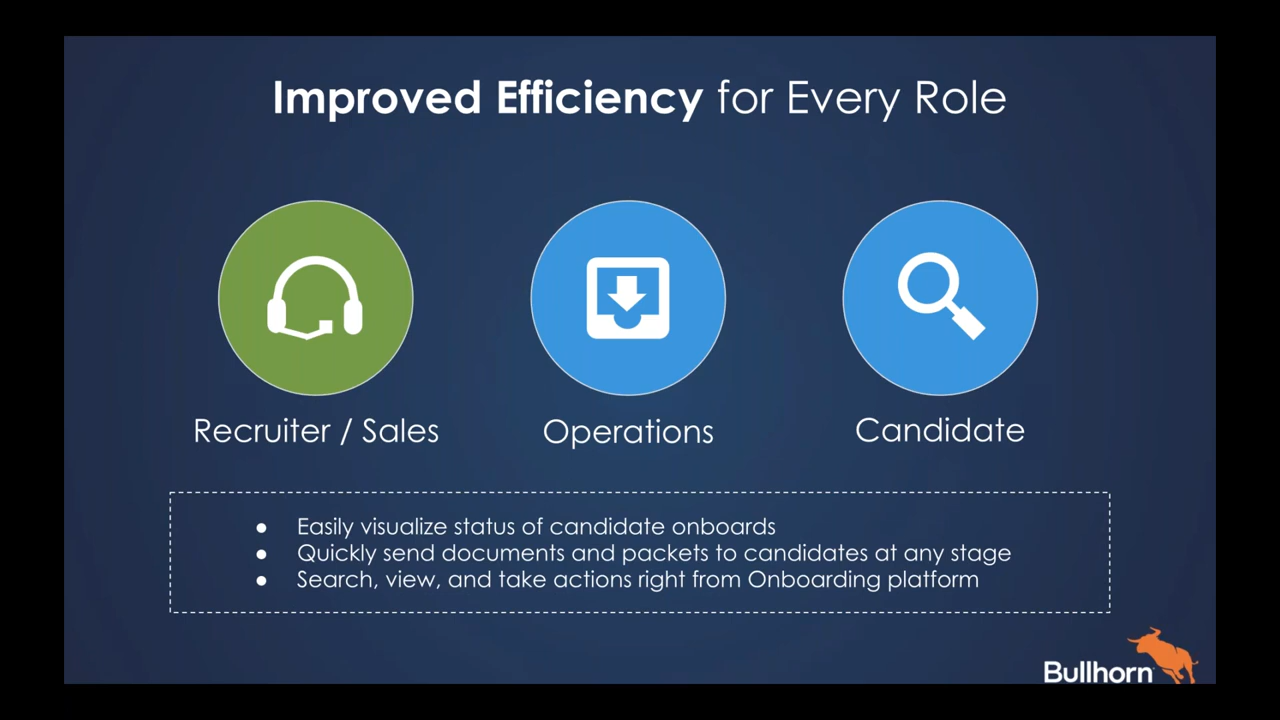 Improved Efficiency for Every Role
Recruiter / Sales
Operations
Candidate
● Easily visualize status of candidate onboards
● Quickly send documents and packets to candidates at any stage
● Search, view, and take actions right from Onboarding platform
Bullhorn